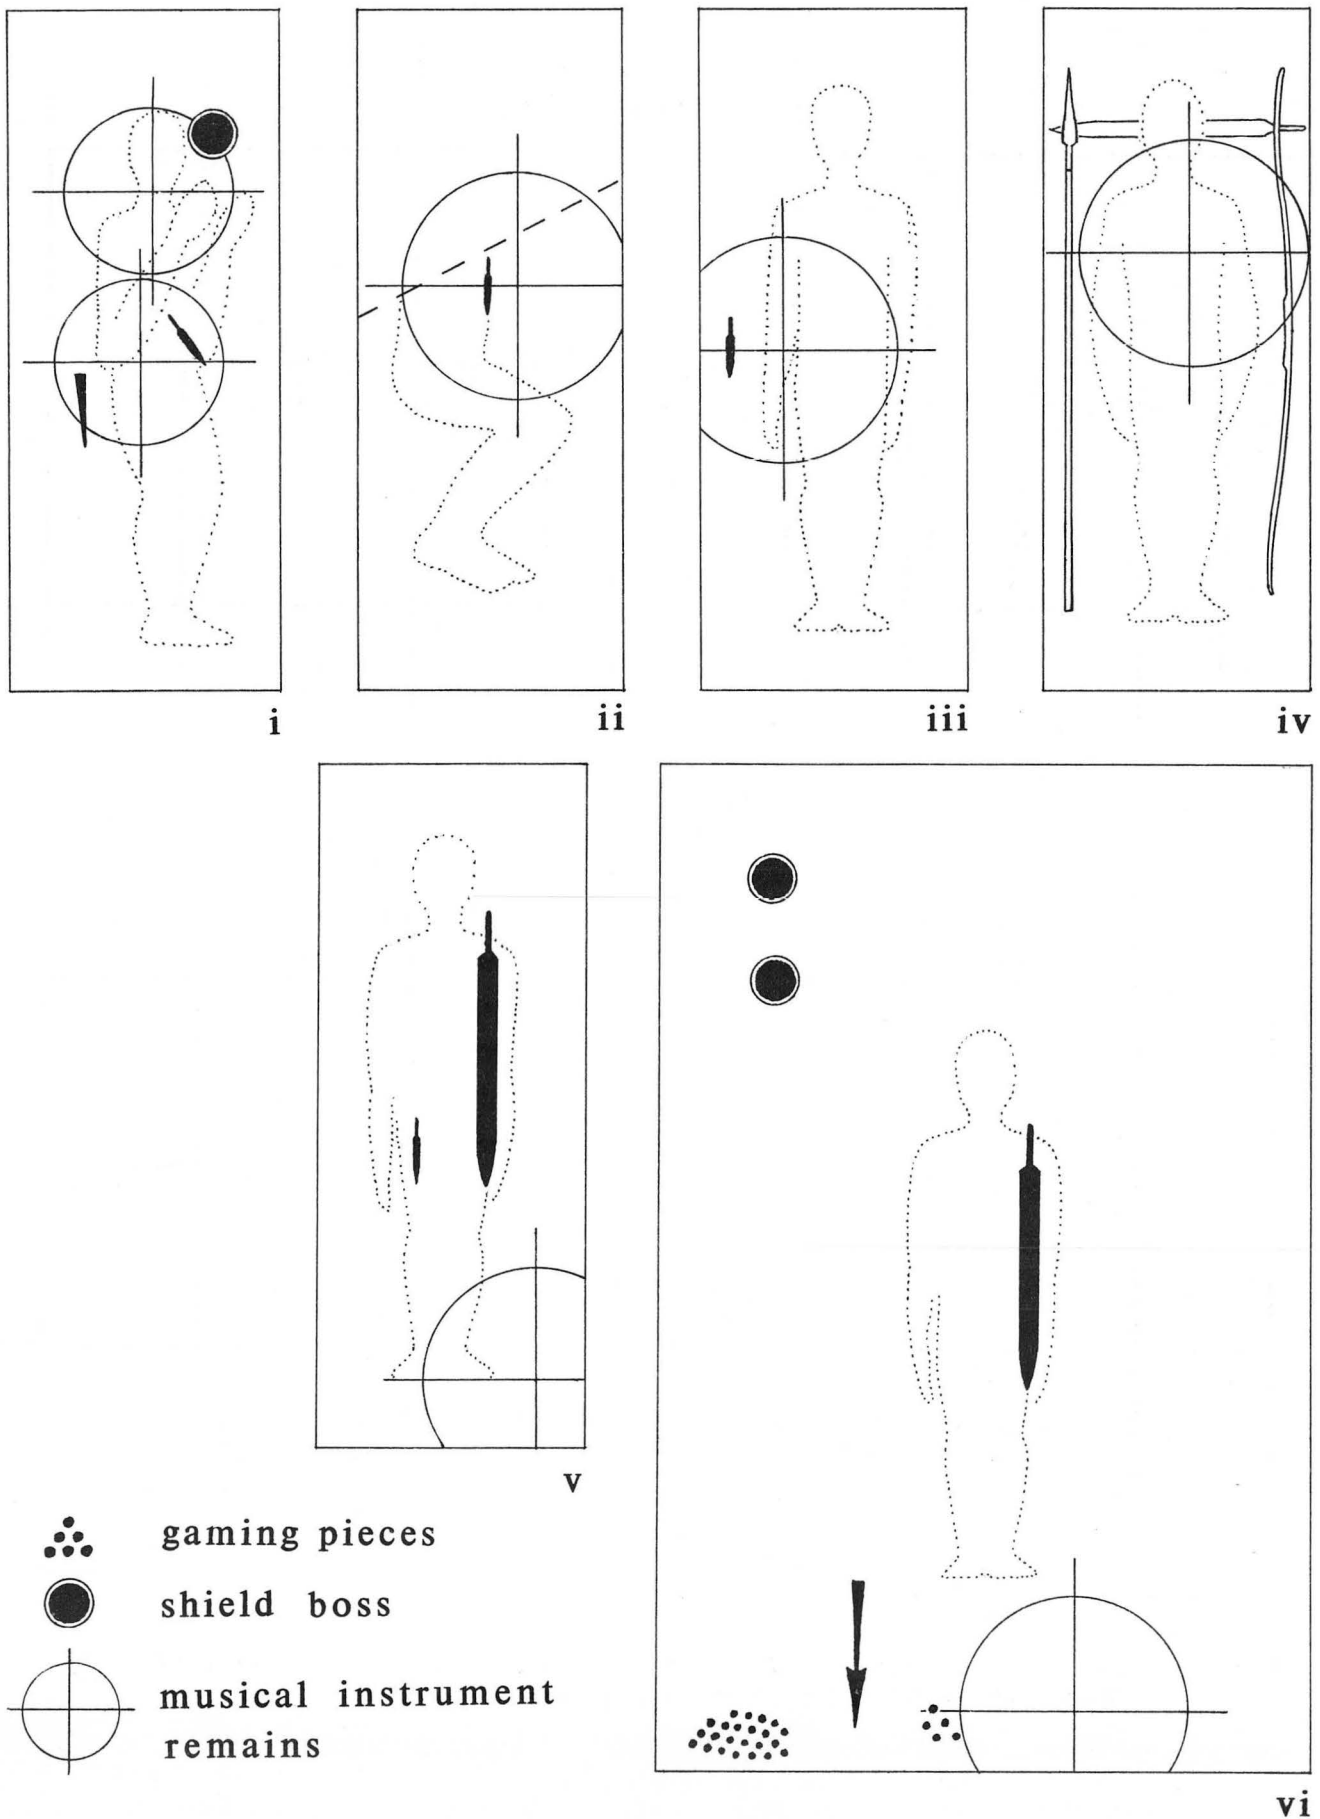 i
ii
iii
iv
v
gaming pieces
shield boss
musical instrument
remains
vi